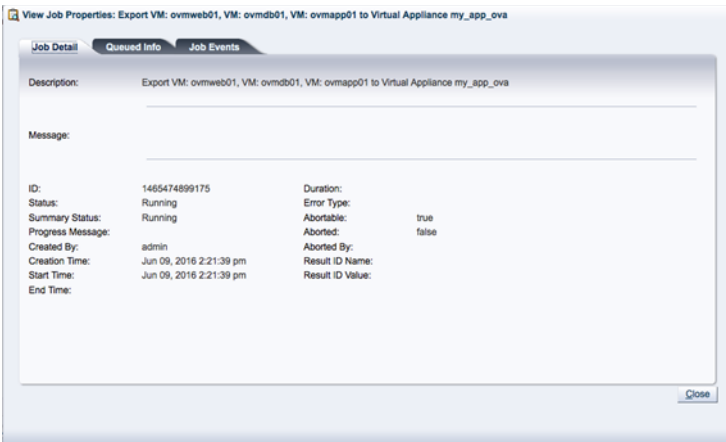 View Job Properties: Export VM: ovmweb01, VM: ovmdb01, VM: ovmapp01 to Virtual Appliance my_app_ova
Job Detail Queued Info Job Events
Description: Export VM: ovmweb01, VM: ovmdb01, VM: ovmapp01 to Virtual Appliance my_app_ova
Message:
ID: 1465474899175 Duration:
Status: Running Error Type:
Summary Status: Running Abortable: true
Progress Message: Aborted: false
Created By: admin Aborted By:
Creation Time: Jun 09, 2016 2:21:39 pm Result ID Name:
Start Time: Jun 09, 2016 2:21:39 pm Result ID Value:
End Time:
Close